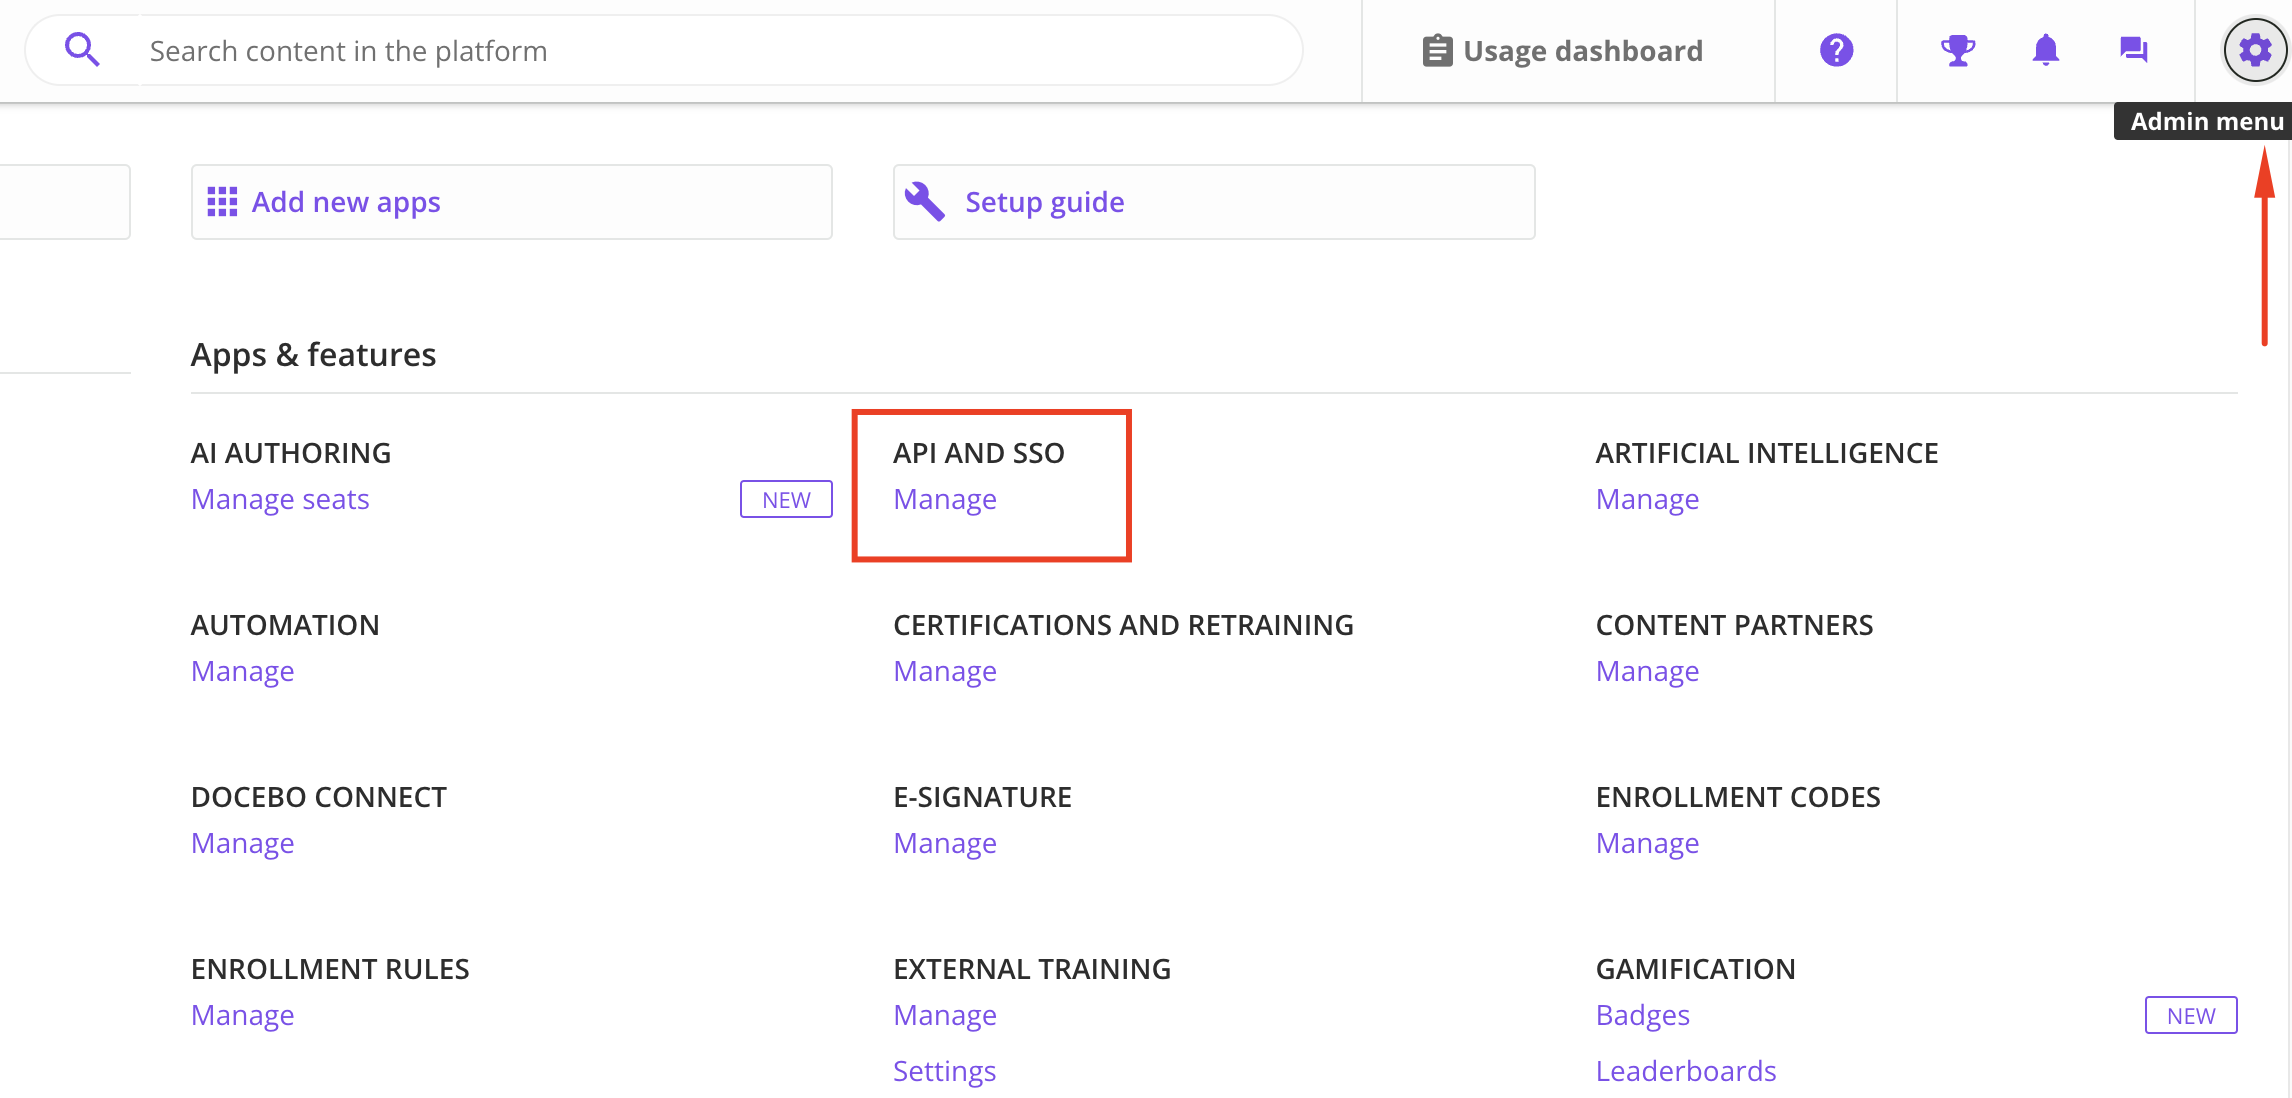 Search content in the platform
Usage dashboard
Admin menu
Add new apps
Setup guide
Apps & features
AI AUTHORING
Manage seats
NEW
API AND SSO
Manage
ARTIFICIAL INTELLIGENCE
Manage
AUTOMATION
Manage
CERTIFICATIONS AND RETRAINING
Manage
CONTENT PARTNERS
Manage
DOCEBO CONNECT
Manage
E-SIGNATURE
Manage
ENROLLMENT CODES
Manage
ENROLLMENT RULES
Manage
EXTERNAL TRAINING
Manage
Settings
GAMIFICATION
Badges
NEW
Leaderboards